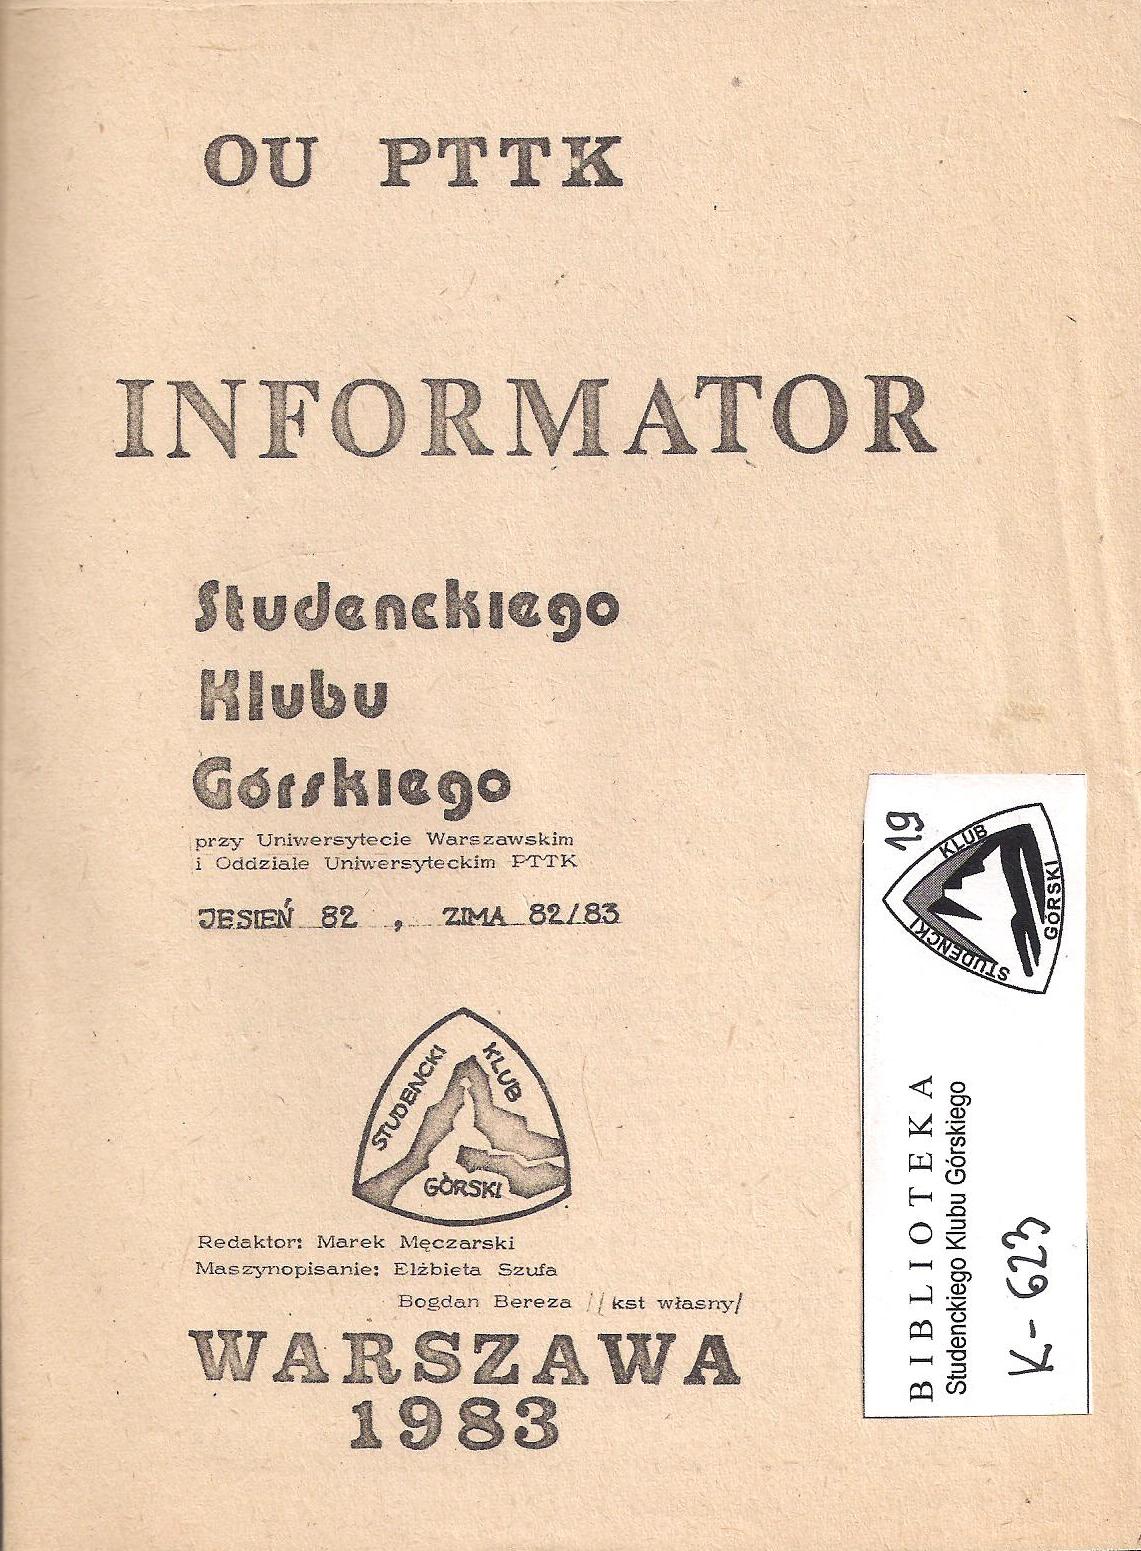 OU PTTK
INFORMATOR
Studenckiego
Klubu
Górskiego
przy Uniwersytecie Warszawskim
i Oddziale Uniwersyteckim PTTK
JESIEŃ 82 , ZIMA 82/83
STUDENCKI KLUB
GÓRSKI
Redaktor: Marek Męczarski
Maszynopisanie: Elżbieta Szufa
Bogdan Bereza // kst własny/
WARSZAWA
1983
19
STUDENCKI KLUB GÓRSKI
BIBLIOTEKA
Studenckiego Klubu Górskiego
K-623